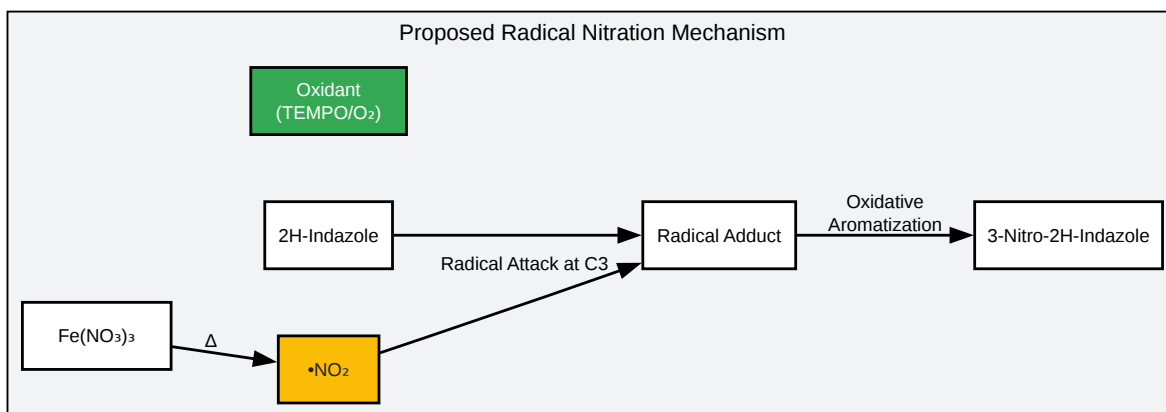 Proposed Radical Nitration Mechanism
Oxidant
(TEMPO/O₂)
2H-Indazole
Radical Attack at C3
Radical Adduct
Oxidative
Aromatization
3-Nitro-2H-Indazole
Fe(NO₃)₃
Δ
•NO₂